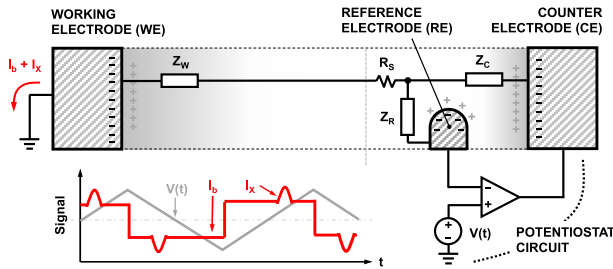 WORKING
ELECTRODE (WE)
REFERENCE
ELECTRODE (RE)
COUNTER
ELECTRODE (CE)
Ib + IX
ZW
RS
ZC
ZR
Signal
V(t)
Ib
IX
t
V(t)
POTENTIOSTAT
CIRCUIT